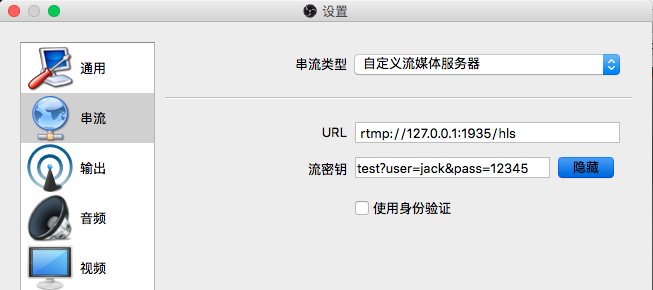 设置
通用
串流
输出
音频
视频
串流类型 自定义流媒体服务器
URL rtmp://127.0.0.1:1935/hls
流密钥 test?user=jack&pass=12345 隐藏
使用身份验证